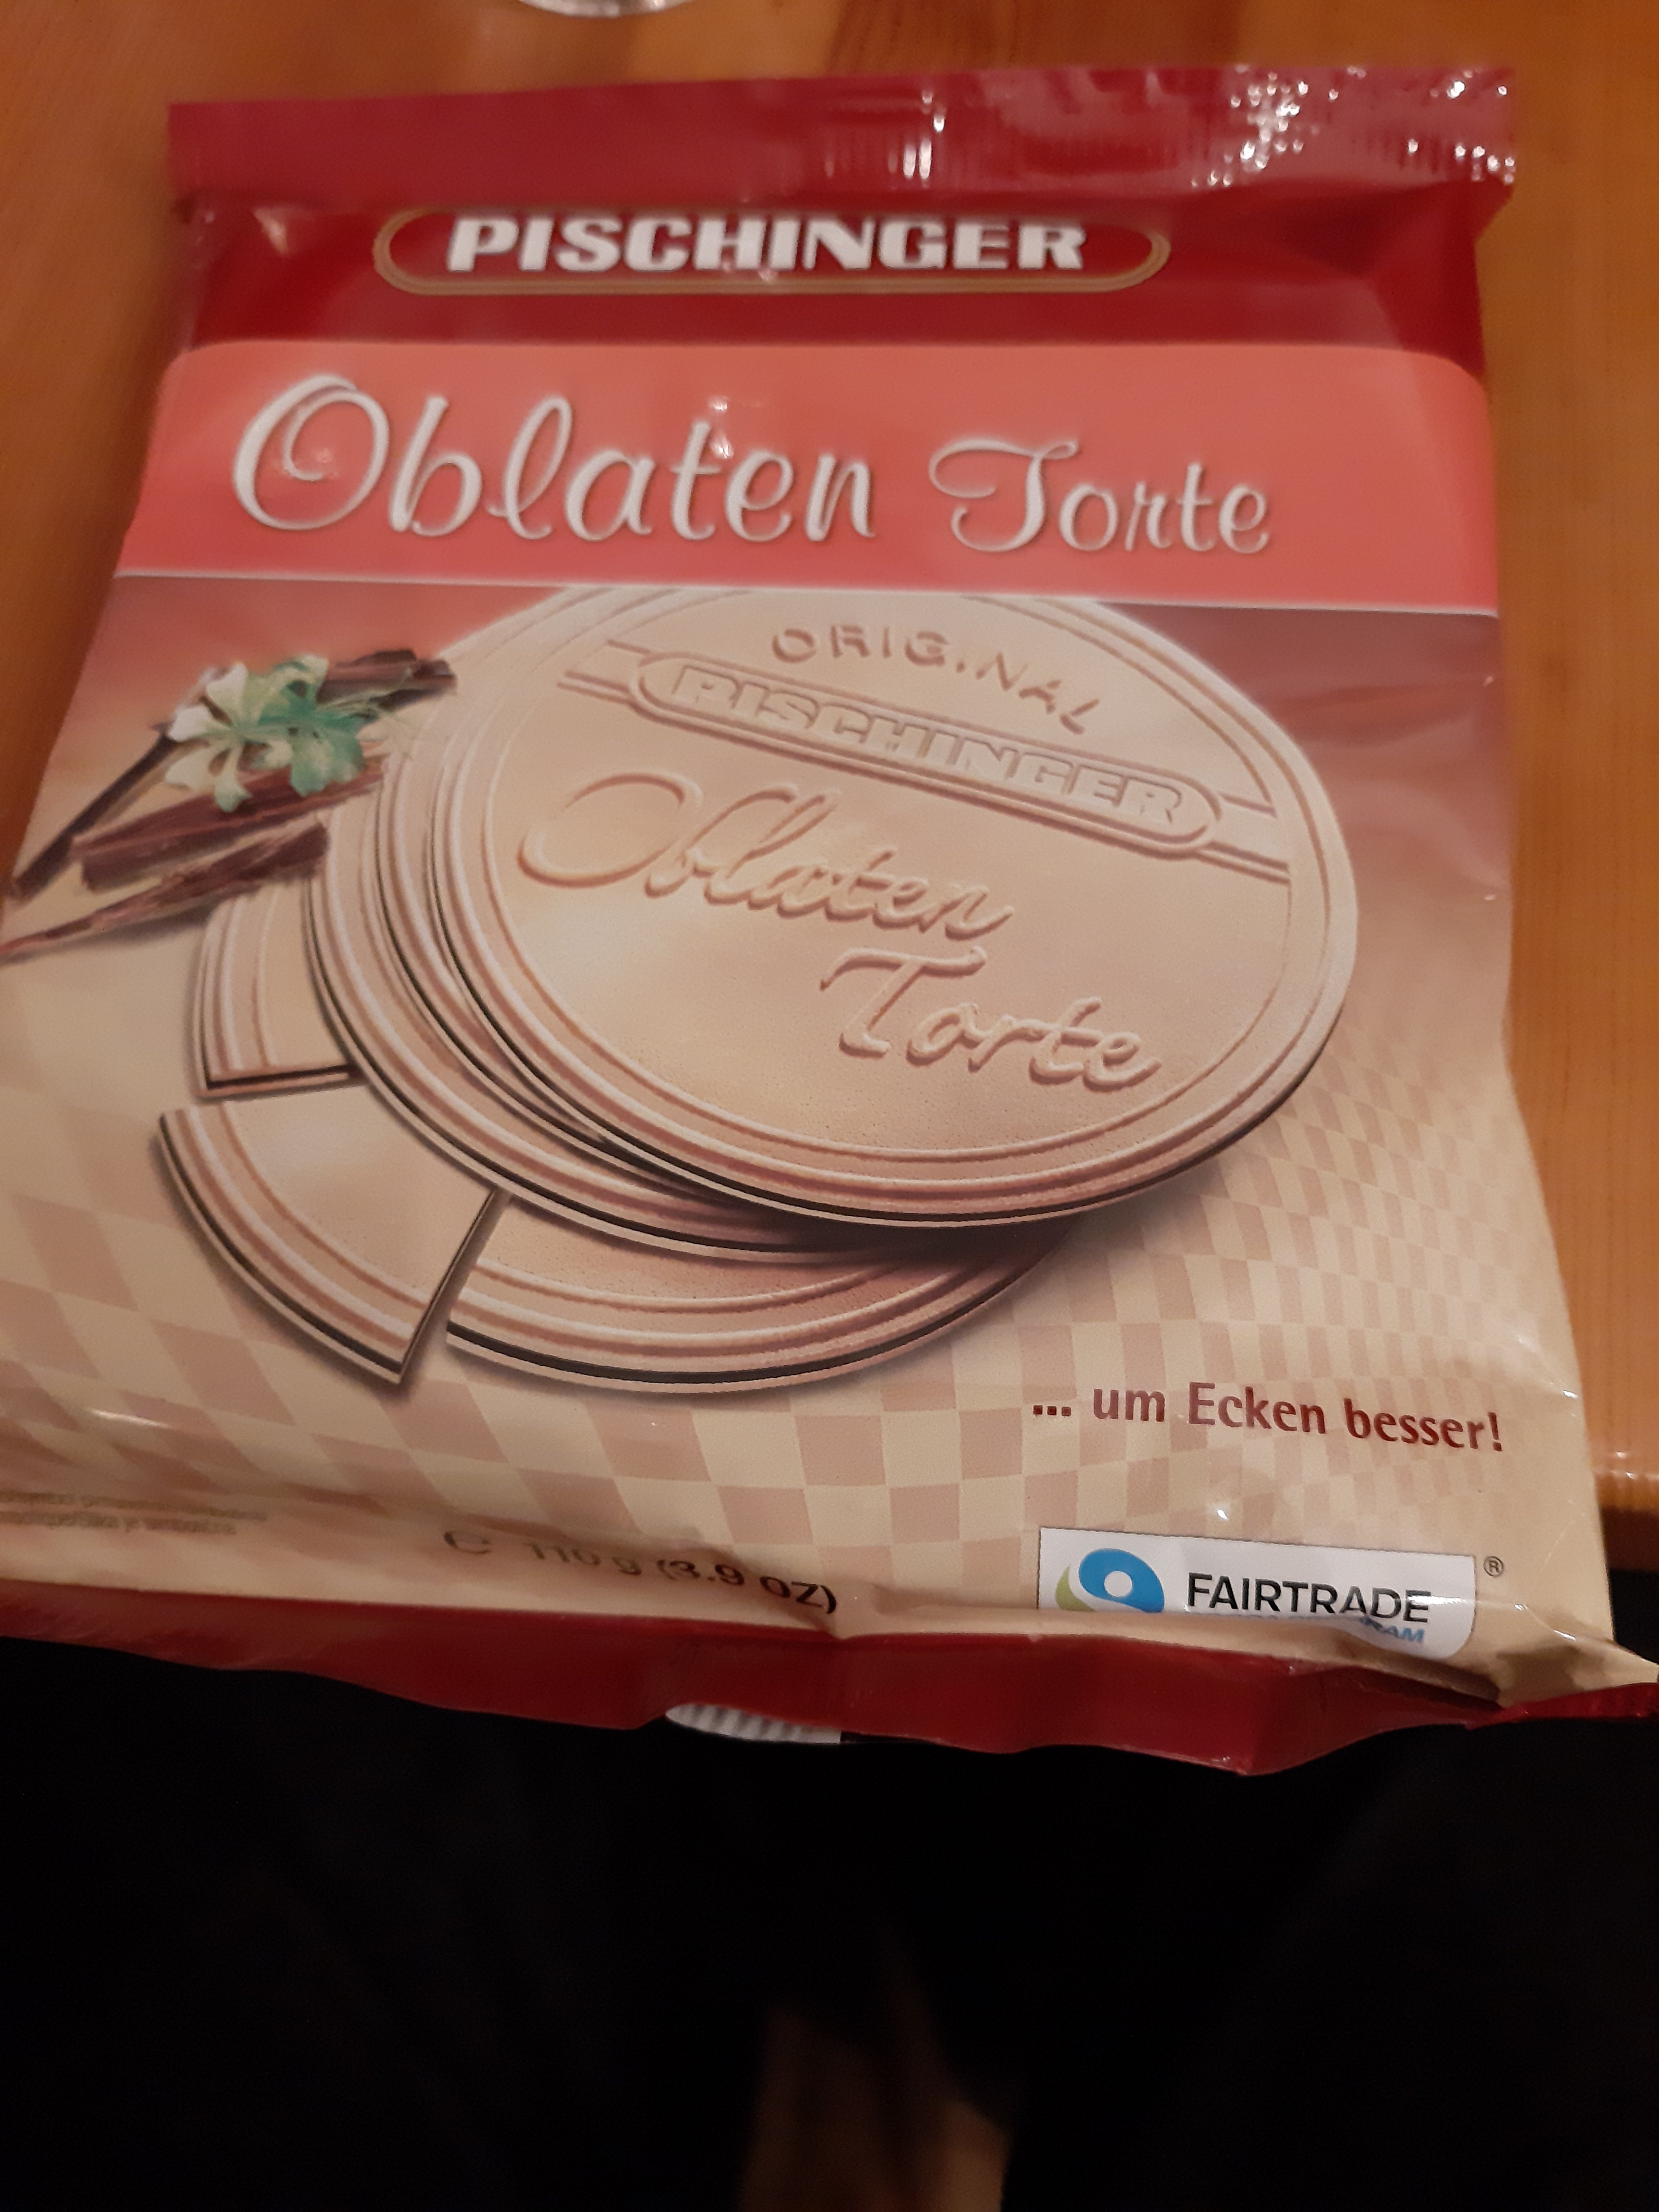 PISCHINGER
Oblaten Torte
ORIGINAL
PISCHINGER
Oblaten
Torte
... um Ecken besser!
℮ 110 g (3.9 OZ)
FAIRTRADE ®